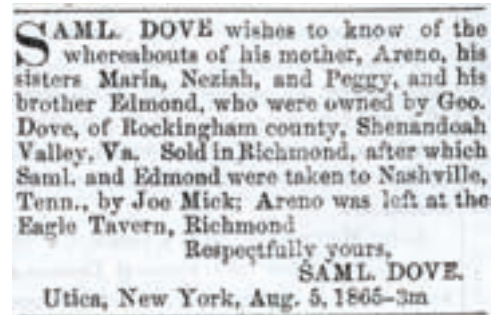 SAML. DOVE wishes to know of the
whereabouts of his mother, Areno, his
sisters Maria, Neziah, and Peggy, and his
brother Edmond, who were owned by Geo.
Dove, of Rockingham county, Shenandoah
Valley, Va. Sold in Richmond, after which
Saml. and Edmond were taken to Nashville,
Tenn., by Joe Mick; Areno was left at the
Eagle Tavern, Richmond
Respectfully yours,
SAML. DOVE.
Utica, New York, Aug. 5, 1865-3m